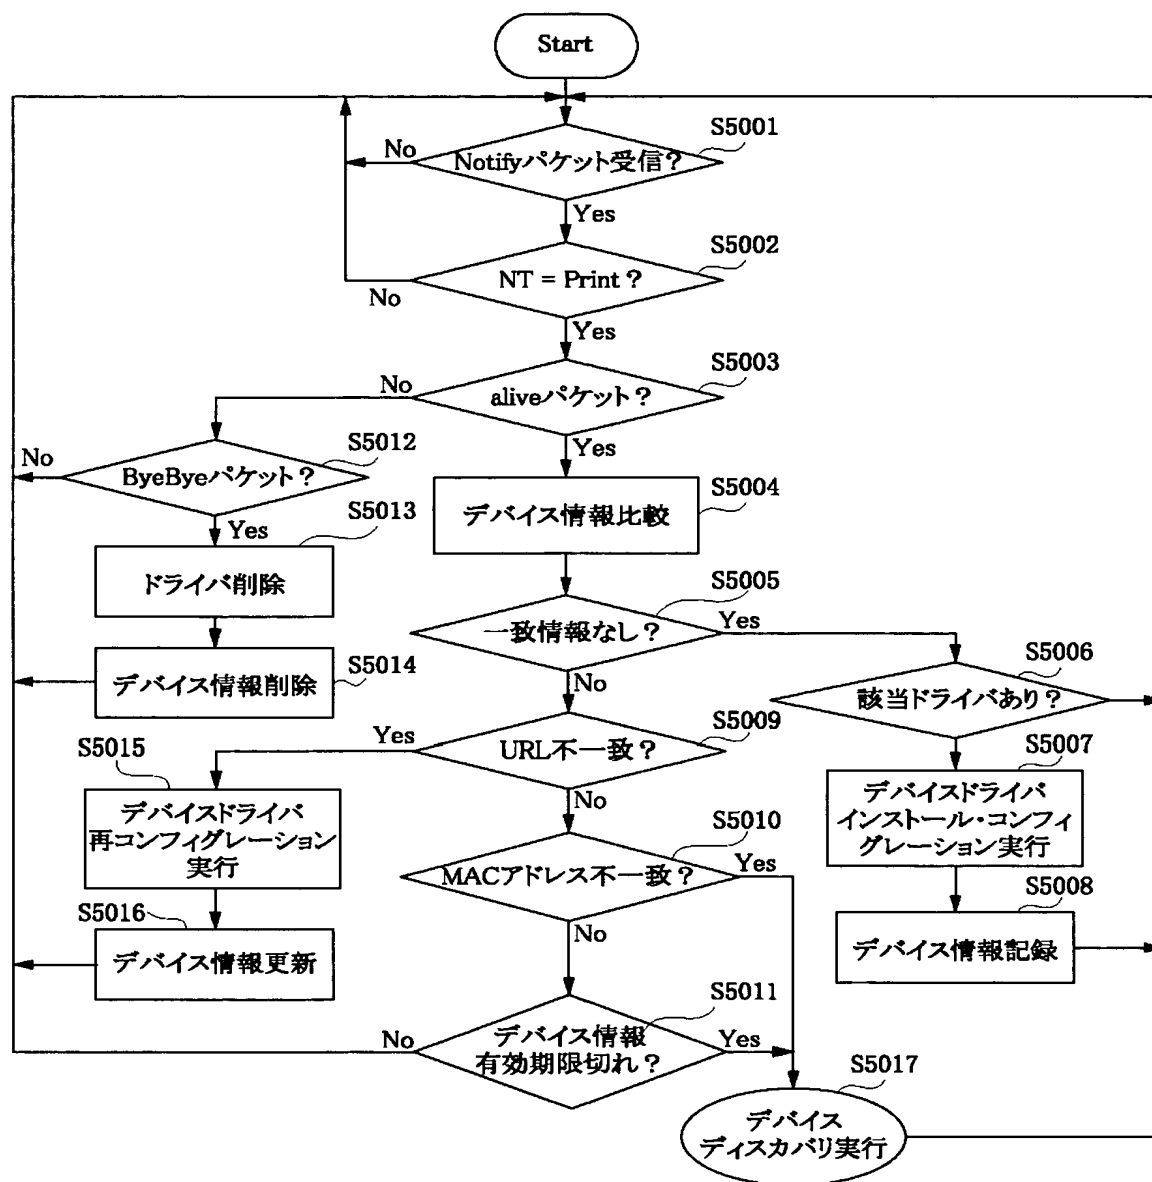 Start
S5001
Notifyパケット受信?
No
Yes
S5002
NT = Print?
No
Yes
S5003
aliveパケット?
No
Yes
S5012
ByeByeパケット?
No
Yes
S5004
デバイス情報比較
S5013
ドライバ削除
S5005
一致情報なし?
Yes
No
S5014
デバイス情報削除
S5006
該当ドライバあり?
S5009
URL不一致?
Yes
No
S5015
デバイスドライバ
再コンフィグレーション
実行
S5007
デバイスドライバ
インストール・コンフィ
グレーション実行
S5010
MACアドレス不一致?
Yes
No
S5016
デバイス情報更新
S5008
デバイス情報記録
S5011
デバイス情報
有効期限切れ?
No
Yes
S5017
デバイス
ディスカバリ実行